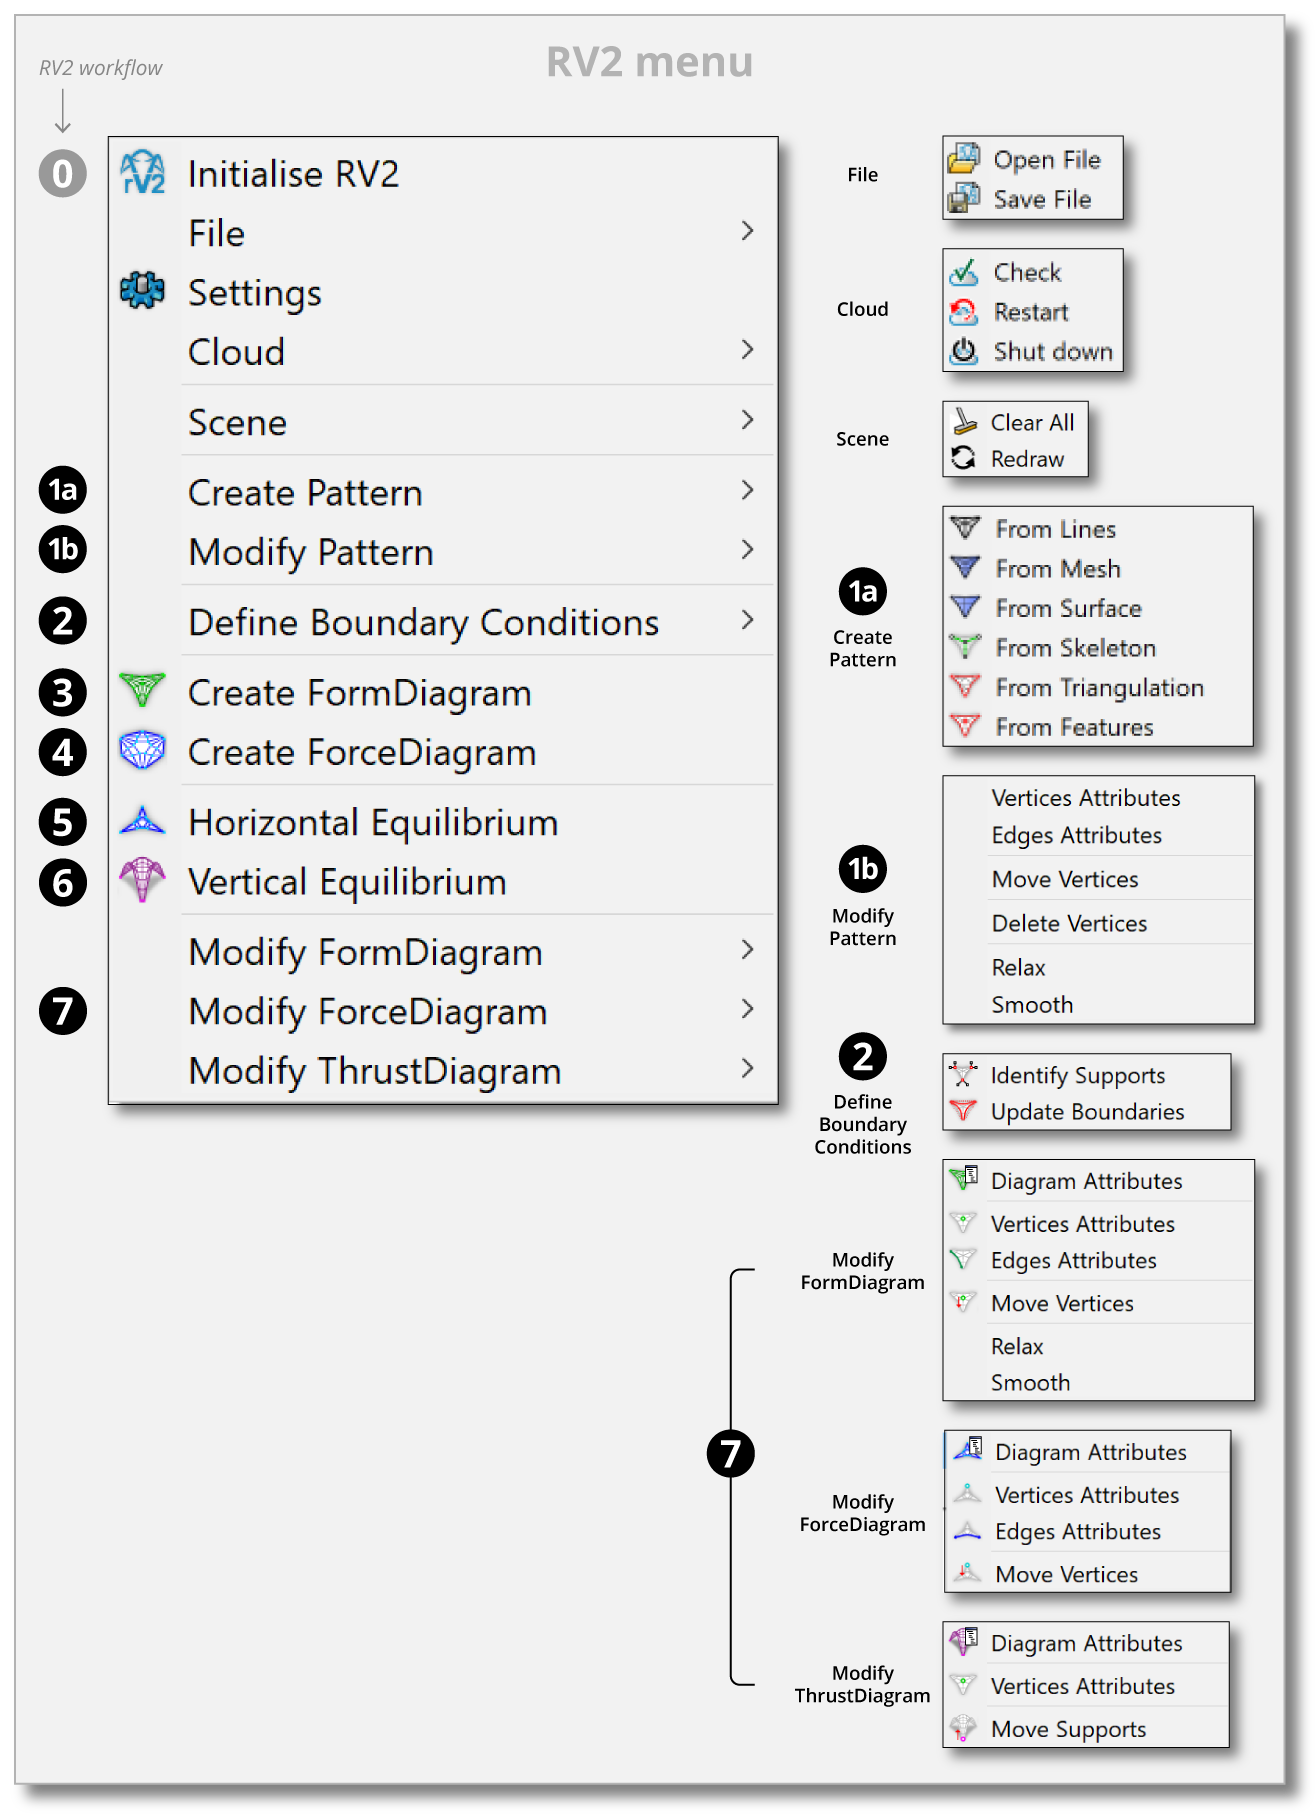 RV2 menu
RV2 workflow
0
rV2
Initialise RV2
File
Settings
Cloud
Scene
1a
Create Pattern
1b
Modify Pattern
2
Define Boundary Conditions
3
Create FormDiagram
4
Create ForceDiagram
5
Horizontal Equilibrium
6
Vertical Equilibrium
Modify FormDiagram
7
Modify ForceDiagram
Modify ThrustDiagram
File
Open File
Save File
Cloud
Check
Restart
Shut down
Scene
Clear All
Redraw
1a
Create
Pattern
From Lines
From Mesh
From Surface
From Skeleton
From Triangulation
From Features
1b
Modify
Pattern
Vertices Attributes
Edges Attributes
Move Vertices
Delete Vertices
Relax
Smooth
2
Define
Boundary
Conditions
Identify Supports
Update Boundaries
7
Modify
FormDiagram
Diagram Attributes
Vertices Attributes
Edges Attributes
Move Vertices
Relax
Smooth
Modify
ForceDiagram
Diagram Attributes
Vertices Attributes
Edges Attributes
Move Vertices
Modify
ThrustDiagram
Diagram Attributes
Vertices Attributes
Move Supports